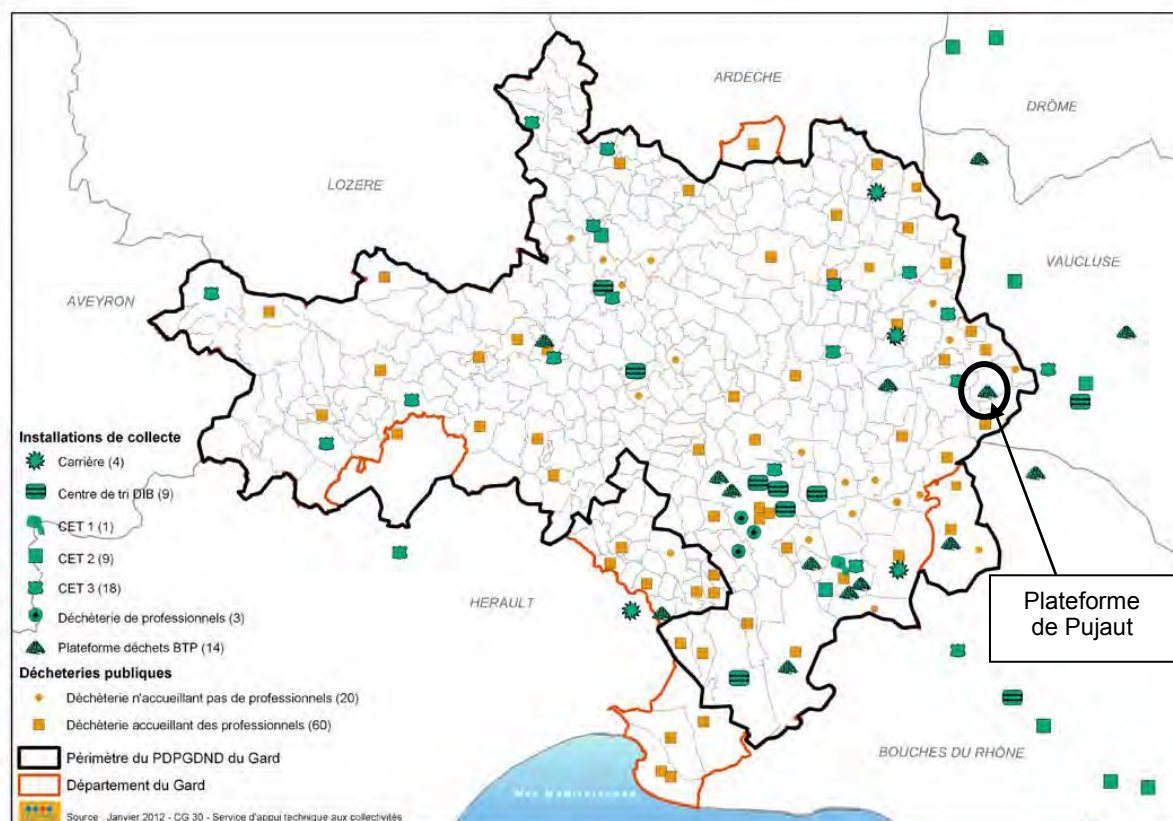 ARDECHE
DRÔME
LOZERE
VAUCLUSE
AVEYRON
Installations de collecte
Carrière (4)
Centre de tri DIB (9)
CET 1 (1)
CET 2 (9)
CET 3 (18)
Déchèterie de professionnels (3)
Plateforme déchets BTP (14)
HERAULT
Plateforme
de Pujaut
Décheteries publiques
Déchèterie n'accueillant pas de professionnels (20)
Déchèterie accueillant des professionnels (60)
Périmètre du PDPGDND du Gard
Département du Gard
BOUCHES DU RHÔNE
Mer Méditerranée
Source : Janvier 2012 - CG 30 - Service d'appui technique aux collectivités